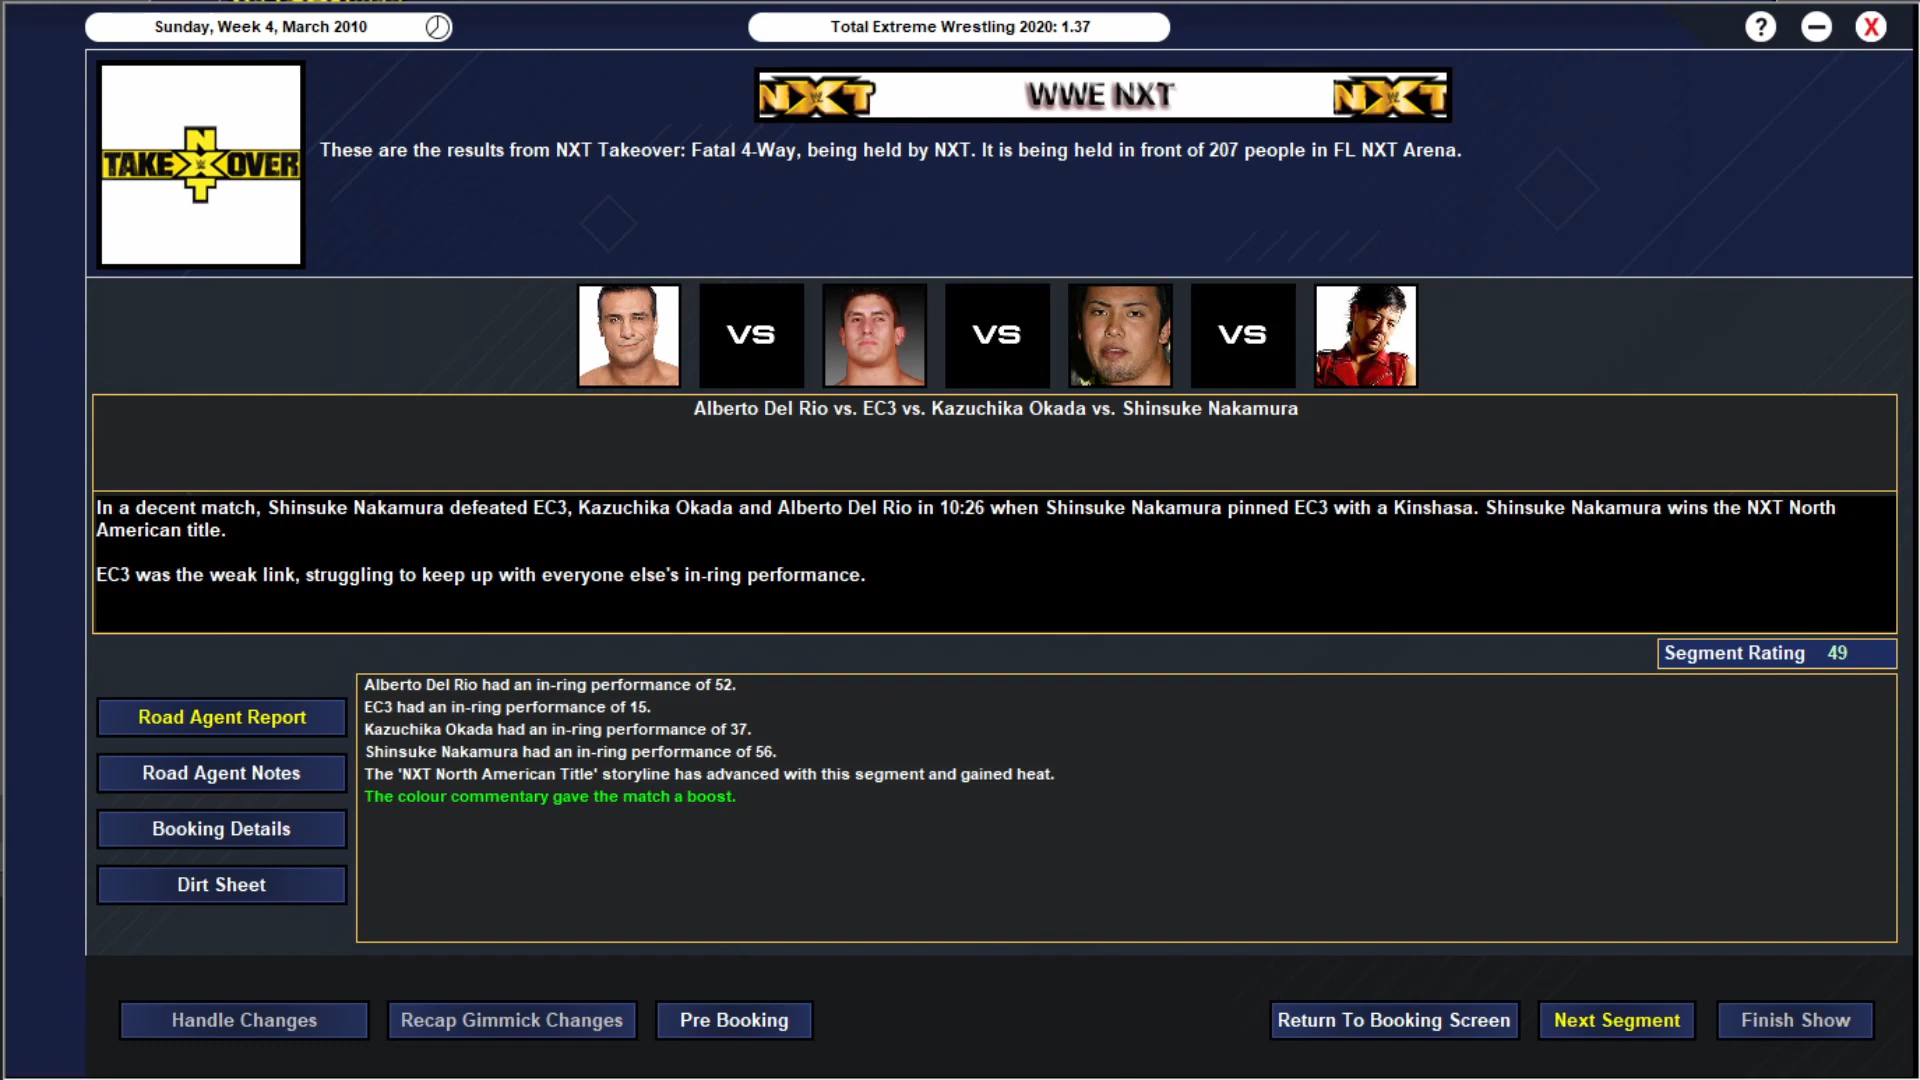 Sunday, Week 4, March 2010
Total Extreme Wrestling 2020: 1.37
?
X
NXT
WWE NXT
NXT
N
TAKE OVER
T
These are the results from NXT Takeover: Fatal 4-Way, being held by NXT. It is being held in front of 207 people in FL NXT Arena.
VS
VS
VS
Alberto Del Rio vs. EC3 vs. Kazuchika Okada vs. Shinsuke Nakamura
In a decent match, Shinsuke Nakamura defeated EC3, Kazuchika Okada and Alberto Del Rio in 10:26 when Shinsuke Nakamura pinned EC3 with a Kinshasa. Shinsuke Nakamura wins the NXT North
American title.
EC3 was the weak link, struggling to keep up with everyone else's in-ring performance.
Segment Rating 49
Road Agent Report
Road Agent Notes
Booking Details
Dirt Sheet
Alberto Del Rio had an in-ring performance of 52.
EC3 had an in-ring performance of 15.
Kazuchika Okada had an in-ring performance of 37.
Shinsuke Nakamura had an in-ring performance of 56.
The 'NXT North American Title' storyline has advanced with this segment and gained heat.
The colour commentary gave the match a boost.
Handle Changes
Recap Gimmick Changes
Pre Booking
Return To Booking Screen
Next Segment
Finish Show